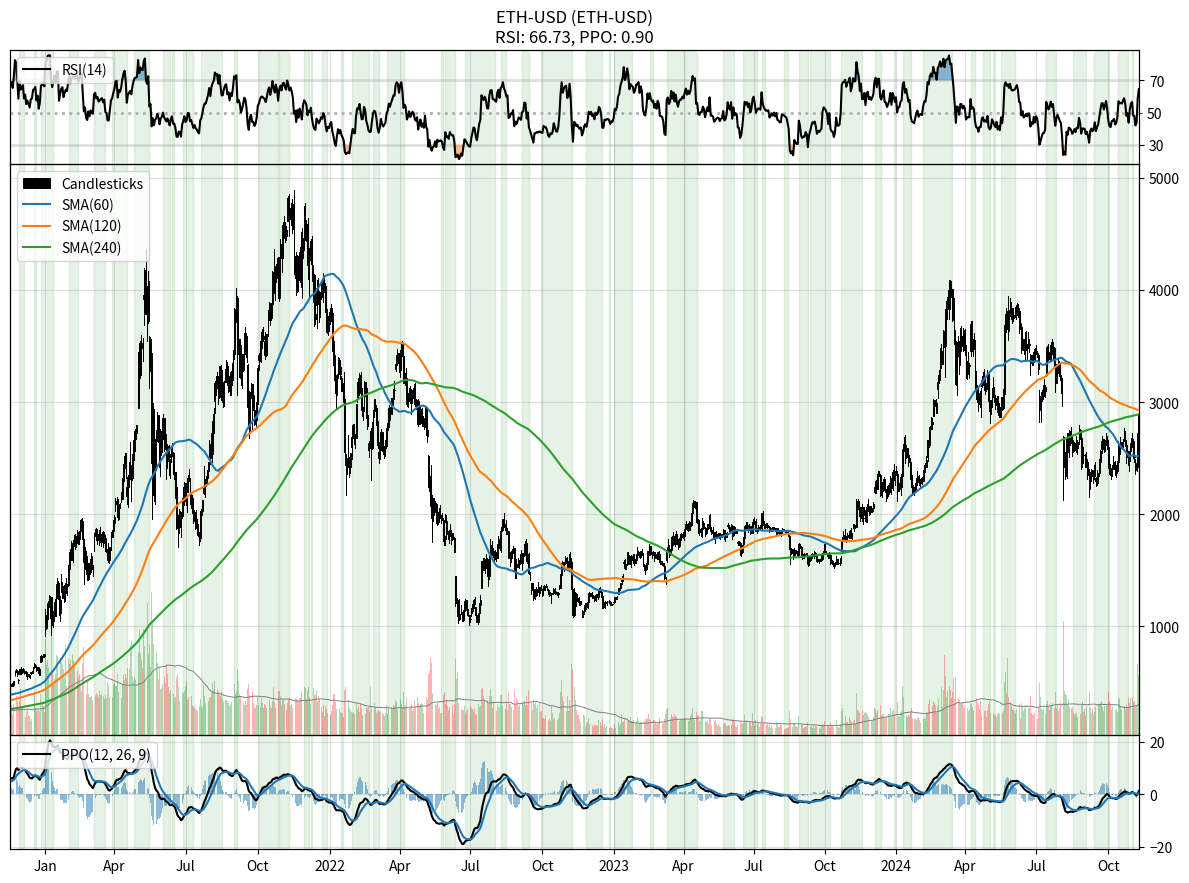 ETH-USD (ETH-USD)
RSI: 66.73, PPO: 0.90
RSI(14)
70
50
30
Candlesticks
SMA(60)
SMA(120)
SMA(240)
5000
4000
3000
2000
1000
PPO(12, 26, 9)
20
0
−20
Jan Apr Jul Oct 2022 Apr Jul Oct 2023 Apr Jul Oct 2024 Apr Jul Oct